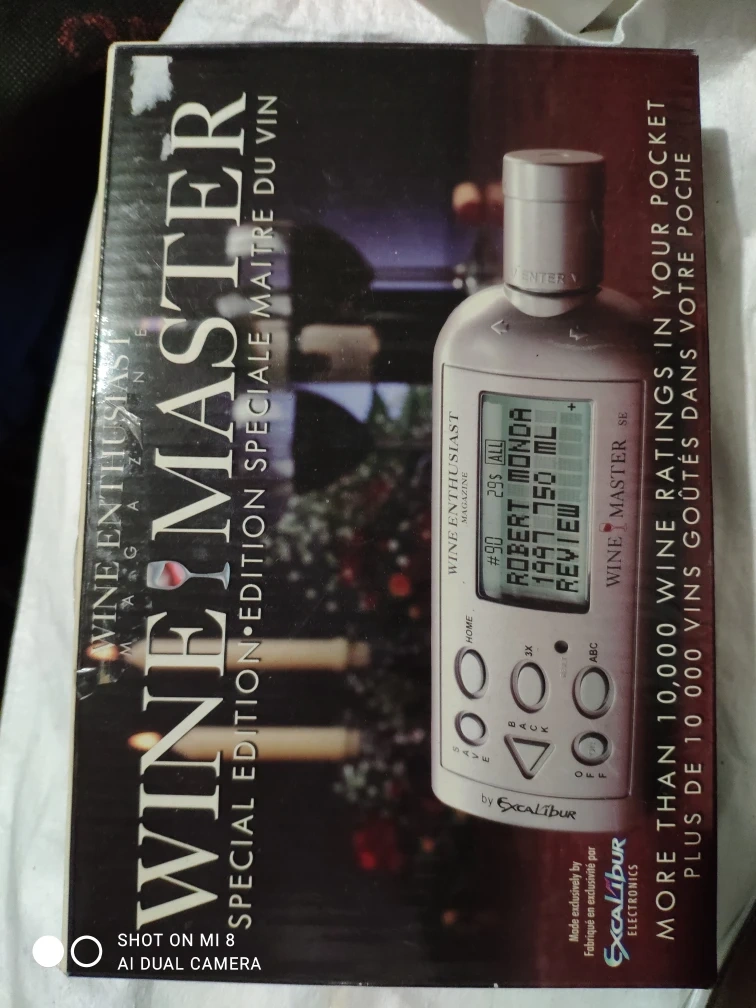 WINE ENTHUSIAST
MAGAZINE
WINE MASTER
SPECIAL EDITION•EDITION SPECIALE MAITRE DU VIN
ENTER
WINE ENTHUSIAST
MAGAZINE
#90 29$ ALL
ROBERT MONDA
1997 750 ML
REVIEW +
WINE MASTER SE
SAVE
HOME
BACK
3X
OFF
ABC
by EXCALIBUR
MORE THAN 10,000 WINE RATINGS IN YOUR POCKET
PLUS DE 10 000 VINS GOÛTÉS DANS VOTRE POCHE
Made exclusively by
Fabriqué en exclusivité par
EXCALIBUR
ELECTRONICS
SHOT ON MI 8
AI DUAL CAMERA